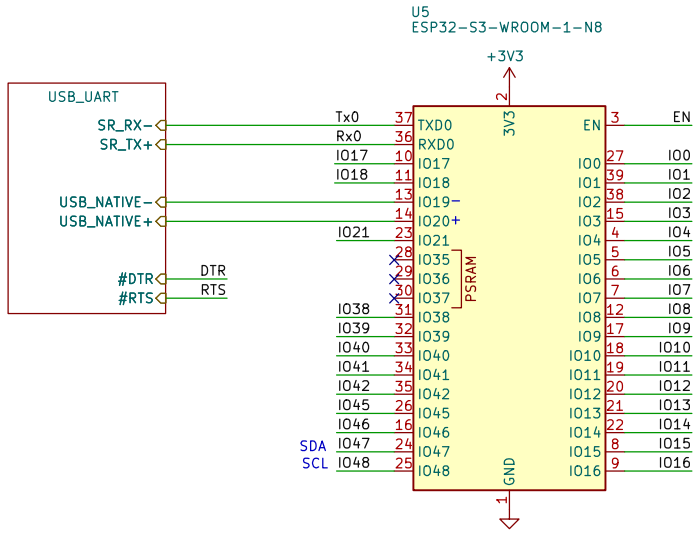 U5
ESP32-S3-WROOM-1-N8
+3V3
2
3V3
USB_UART
SR_RX-
SR_TX+
USB_NATIVE-
USB_NATIVE+
#DTR
#RTS
DTR
RTS
Tx0 37 TXD0
Rx0 36 RXD0
IO17 10 IO17
IO18 11 IO18
13 IO19-
14 IO20+
IO21 23 IO21
28 IO35
29 IO36
30 IO37
PSRAM
IO38 31 IO38
IO39 32 IO39
IO40 33 IO40
IO41 34 IO41
IO42 35 IO42
IO45 26 IO45
IO46 16 IO46
SDA IO47 24 IO47
SCL IO48 25 IO48
EN 3 EN
IO0 27 IO0
IO1 39 IO1
IO2 38 IO2
IO3 15 IO3
IO4 4 IO4
IO5 5 IO5
IO6 6 IO6
IO7 7 IO7
IO8 12 IO8
IO9 17 IO9
IO10 18 IO10
IO11 19 IO11
IO12 20 IO12
IO13 21 IO13
IO14 22 IO14
IO15 8 IO15
IO16 9 IO16
GND
1